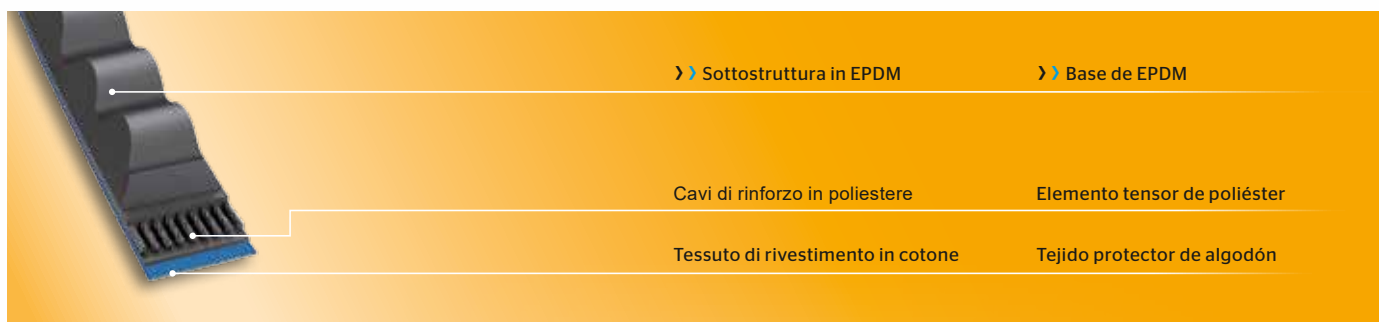 ❯❯ Sottostruttura in EPDM
❯❯ Base de EPDM
Cavi di rinforzo in poliestere
Elemento tensor de poliéster
Tessuto di rivestimento in cotone
Tejido protector de algodón